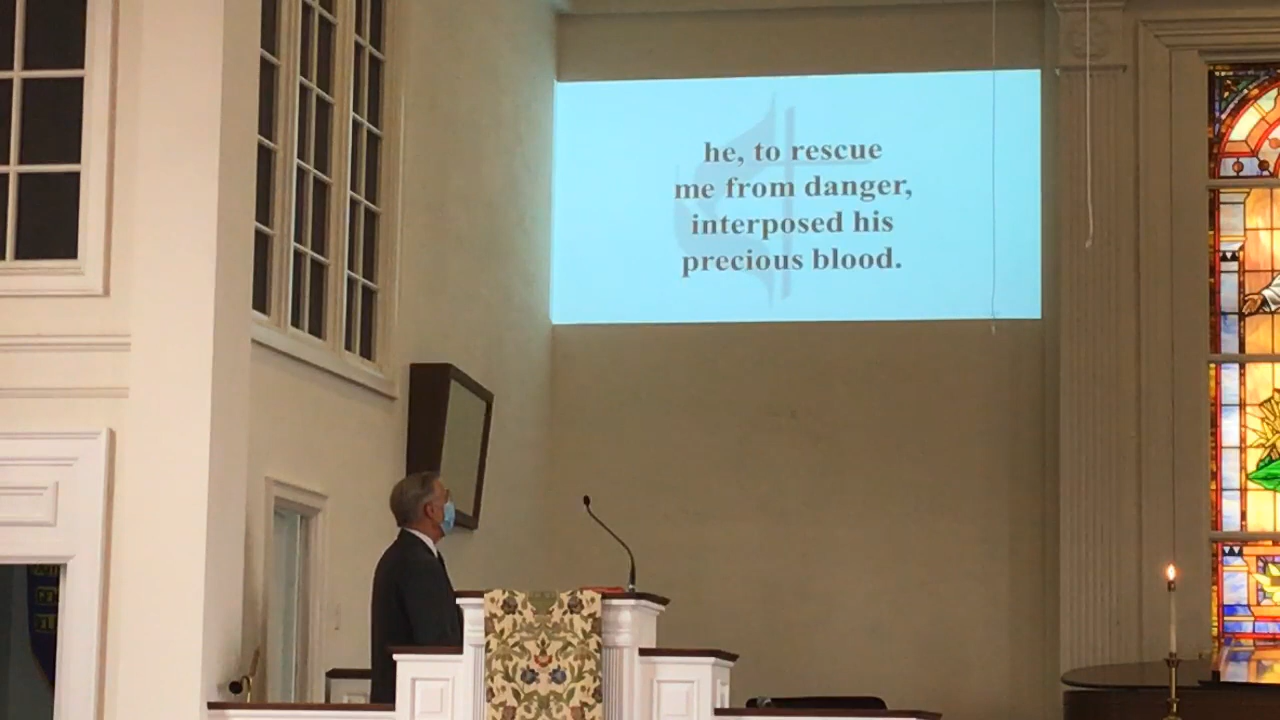 he, to rescue
me from danger,
interposed his
precious blood.